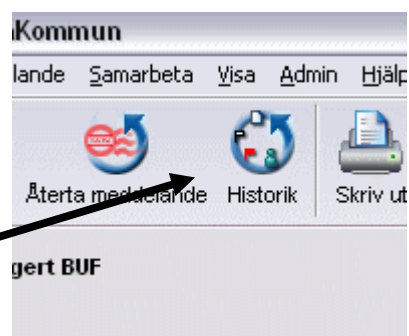 Kommun
lande Samarbeta Visa Admin Hjälp
Återta meddelande Historik Skriv ut
gert BUF